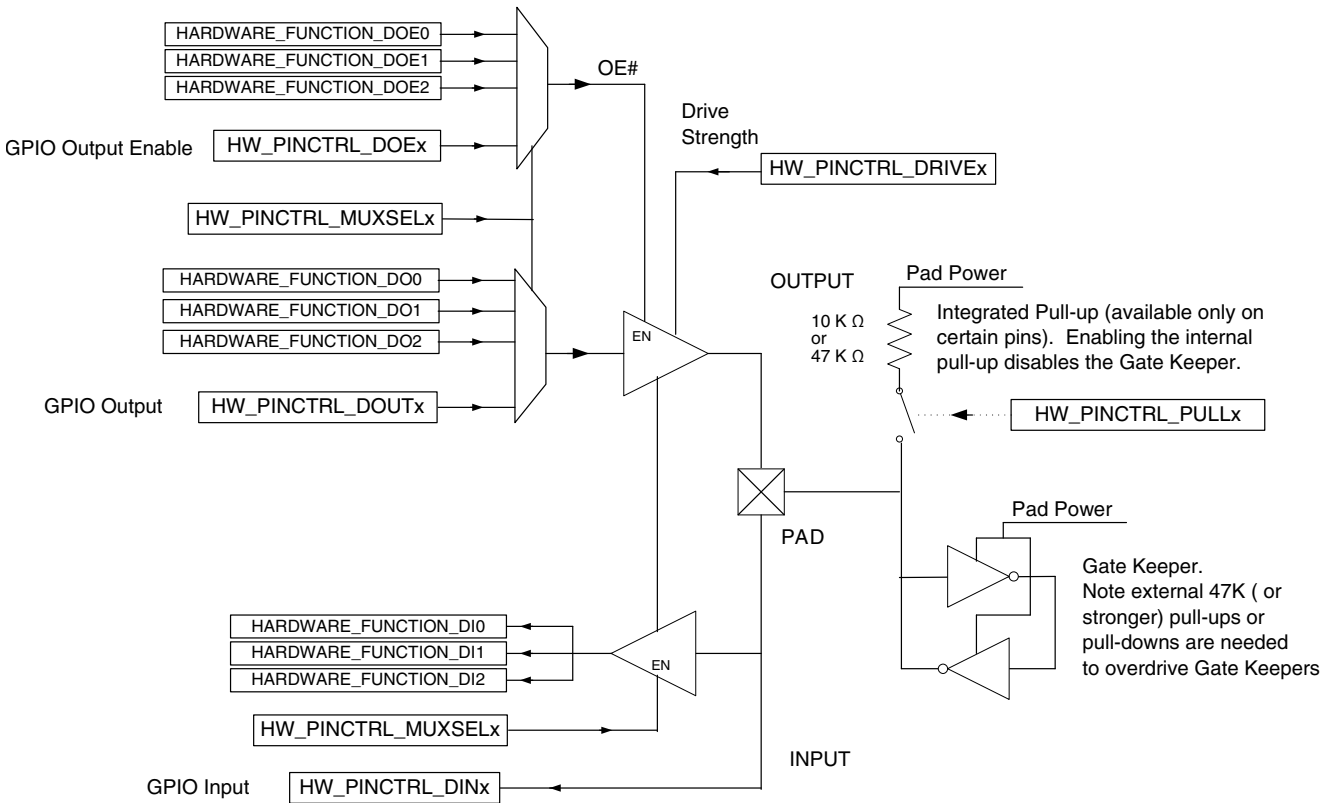 HARDWARE_FUNCTION_DOE0
HARDWARE_FUNCTION_DOE1
HARDWARE_FUNCTION_DOE2
OE#
GPIO Output Enable
HW_PINCTRL_DOEx
Drive
Strength
HW_PINCTRL_DRIVEx
HW_PINCTRL_MUXSELx
HARDWARE_FUNCTION_DO0
HARDWARE_FUNCTION_DO1
HARDWARE_FUNCTION_DO2
GPIO Output
HW_PINCTRL_DOUTx
EN
OUTPUT
Pad Power
10 K Ω
or
47 K Ω
Integrated Pull-up (available only on
certain pins). Enabling the internal
pull-up disables the Gate Keeper.
HW_PINCTRL_PULLx
PAD
Pad Power
Gate Keeper.
Note external 47K ( or
stronger) pull-ups or
pull-downs are needed
to overdrive Gate Keepers
HARDWARE_FUNCTION_DI0
HARDWARE_FUNCTION_DI1
HARDWARE_FUNCTION_DI2
EN
HW_PINCTRL_MUXSELx
INPUT
GPIO Input
HW_PINCTRL_DINx